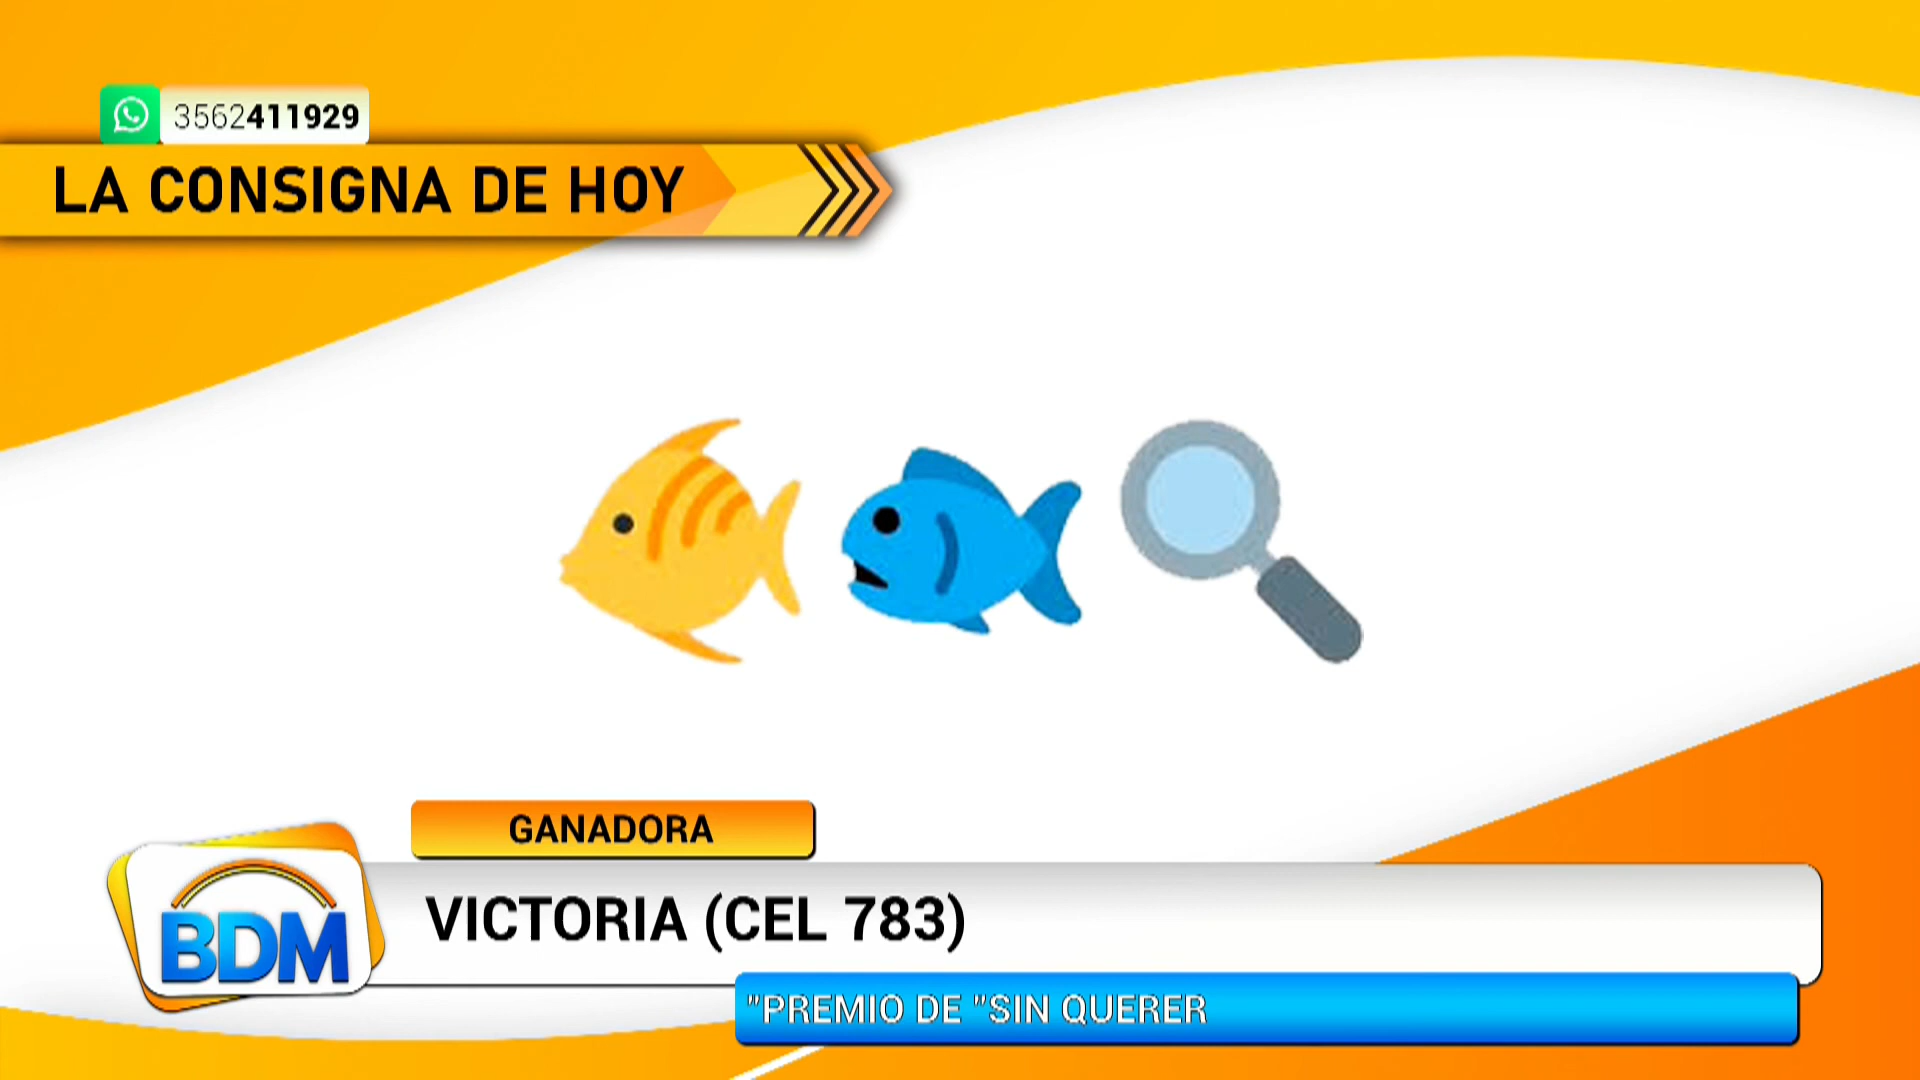 3562411929
LA CONSIGNA DE HOY
GANADORA
BDM
VICTORIA (CEL 783)
"PREMIO DE "SIN QUERER